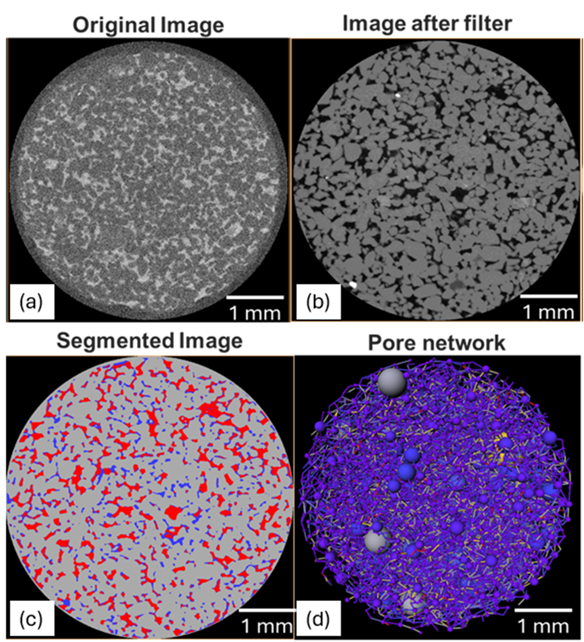 Original Image
Image after filter
(a)
1 mm
(b)
1 mm
Segmented Image
Pore network
(c)
1 mm
(d)
1 mm